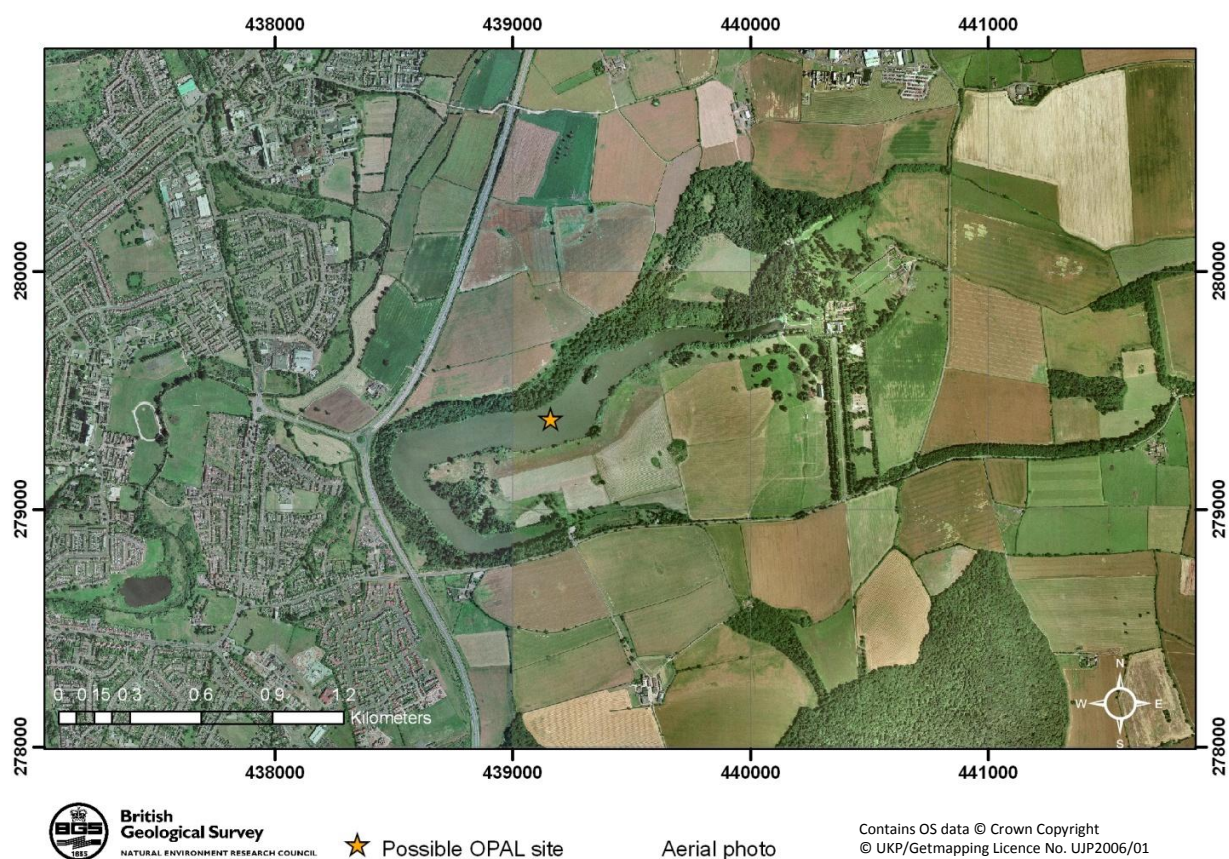 438000 439000 440000 441000
280000 280000
279000 279000
278000 278000
0 0.15 0.3 0.6 0.9 1.2
Kilometers
N
W E
S
438000 439000 440000 441000
BGS
1835
British
Geological Survey
NATURAL ENVIRONMENT RESEARCH COUNCIL
Possible OPAL site
Aerial photo
Contains OS data © Crown Copyright
© UKP/Getmapping Licence No. UJP2006/01